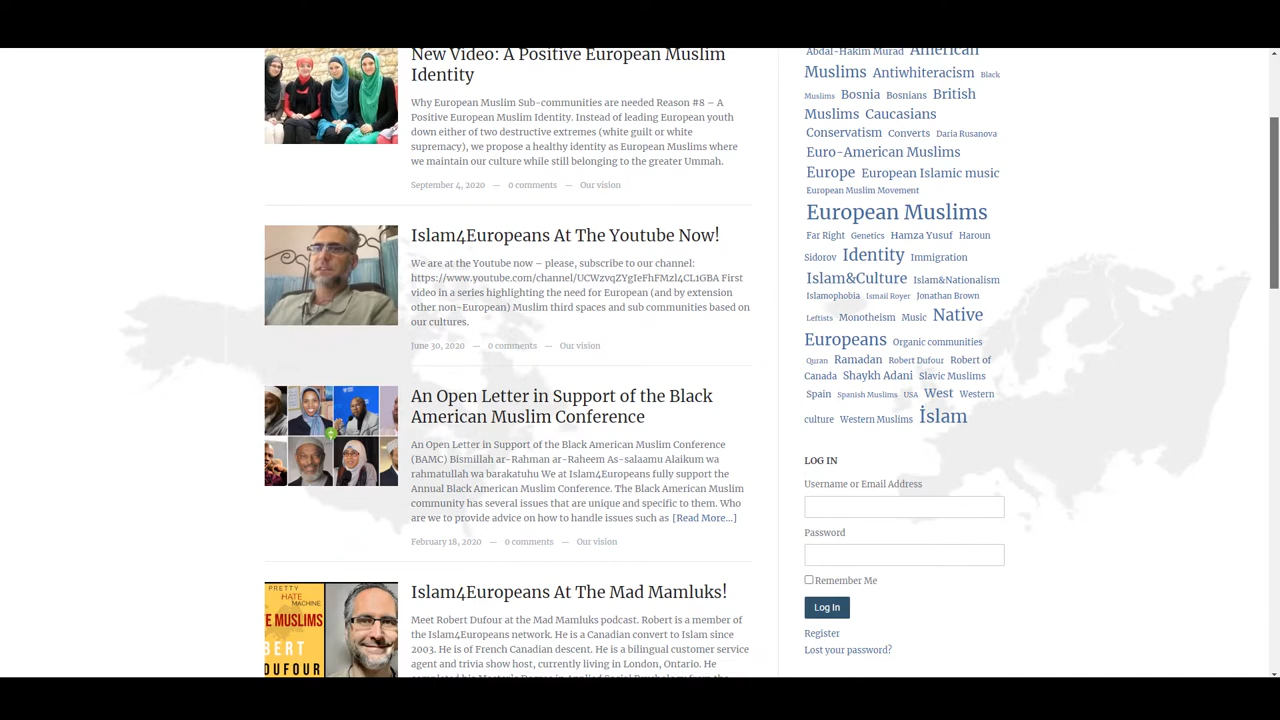 New Video: A Positive European Muslim
Identity
Why European Muslim Sub-communities are needed Reason #8 – A
Positive European Muslim Identity. Instead of leading European youth
down either of two destructive extremes (white guilt or white
supremacy), we propose a healthy identity as European Muslims where
we maintain our culture while still belonging to the greater Ummah.
September 4, 2020 — 0 comments — Our vision
Islam4Europeans At The Youtube Now!
We are at the Youtube now – please, subscribe to our channel:
https://www.youtube.com/channel/UCWzvqZYgIeFhFM2l4CL1GBA First
video in a series highlighting the need for European (and by extension
other non-European) Muslim third spaces and sub communities based on
our cultures.
June 30, 2020 — 0 comments — Our vision
An Open Letter in Support of the Black
American Muslim Conference
An Open Letter in Support of the Black American Muslim Conference
(BAMC) Bismillah ar-Rahman ar-Raheem As-salaamu Alaikum wa
rahmatullah wa barakatuhu We at Islam4Europeans fully support the
Annual Black American Muslim Conference. The Black American Muslim
community has several issues that are unique and specific to them. Who
are we to provide advice on how to handle issues such as [Read More...]
February 18, 2020 — 0 comments — Our vision
PRETTY
HATE
MACHINE
E MUSLIMS
BERT
DUFOUR
Islam4Europeans At The Mad Mamluks!
Meet Robert Dufour at the Mad Mamluks podcast. Robert is a member of
the Islam4Europeans network. He is a Canadian convert to Islam since
2003. He is of French Canadian descent. He is a bilingual customer service
agent and trivia show host, currently living in London, Ontario. He
completed his Master's Degree in Applied Social Psychology from the
Abdal-Hakim Murad American
Muslims Antiwhiteracism Black
Muslims Bosnia Bosnians British
Muslims Caucasians
Conservatism Converts Daria Rusanova
Euro-American Muslims
Europe European Islamic music
European Muslim Movement
European Muslims
Far Right Genetics Hamza Yusuf Haroun
Sidorov Identity Immigration
Islam&Culture Islam&Nationalism
Islamophobia Ismail Royer Jonathan Brown
Leftists Monotheism Music Native
Europeans Organic communities
Quran Ramadan Robert Dufour Robert of
Canada Shaykh Adani Slavic Muslims
Spain Spanish Muslims USA West Western
culture Western Muslims İslam
LOG IN
Username or Email Address
Password
Remember Me
Log In
Register
Lost your password?